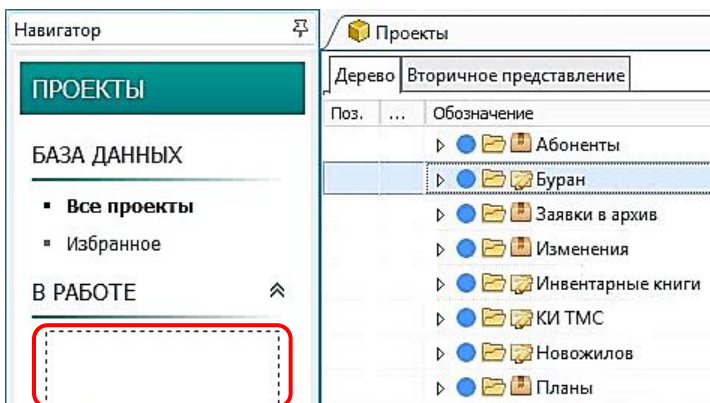 Навигатор
ПРОЕКТЫ
БАЗА ДАННЫХ
Все проекты
Избранное
В РАБОТЕ
Проекты
Дерево Вторичное представление
Поз. ... Обозначение
Абоненты
Буран
Заявки в архив
Изменения
Инвентарные книги
КИ ТМС
Новожилов
Планы